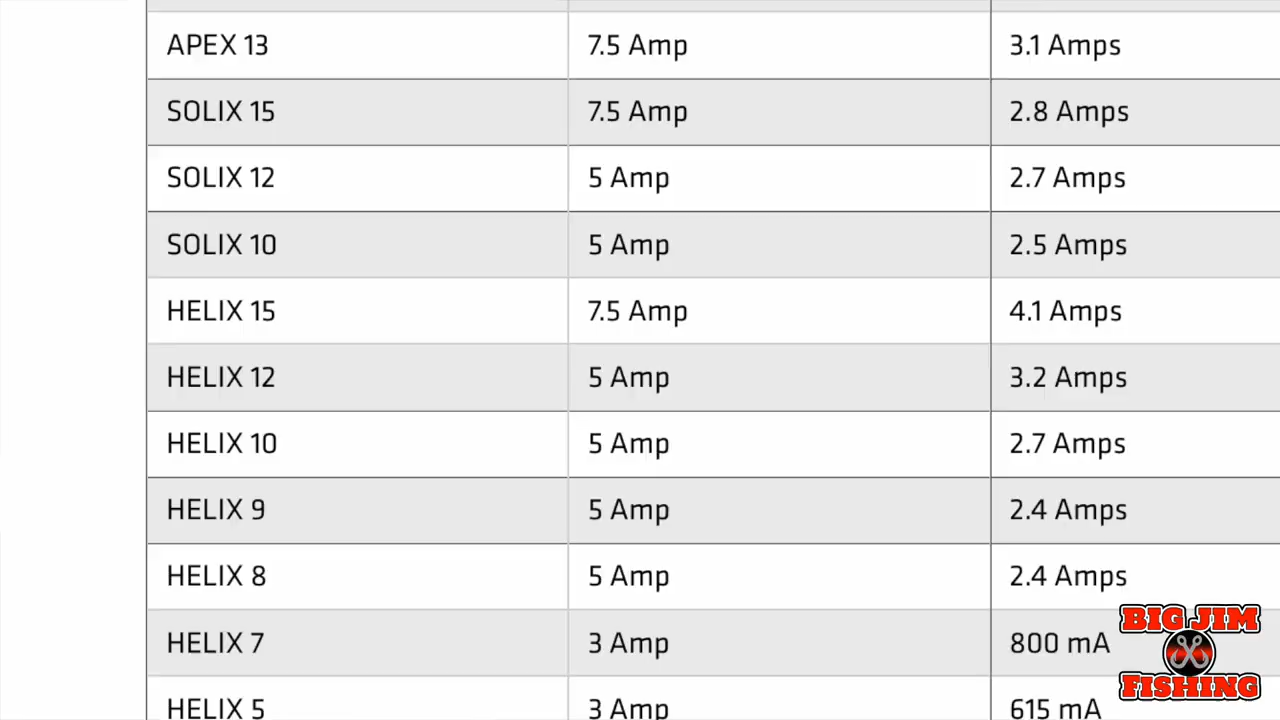 APEX 13 7.5 Amp 3.1 Amps
SOLIX 15 7.5 Amp 2.8 Amps
SOLIX 12 5 Amp 2.7 Amps
SOLIX 10 5 Amp 2.5 Amps
HELIX 15 7.5 Amp 4.1 Amps
HELIX 12 5 Amp 3.2 Amps
HELIX 10 5 Amp 2.7 Amps
HELIX 9 5 Amp 2.4 Amps
HELIX 8 5 Amp 2.4 Amps
HELIX 7 3 Amp 800 mA
HELIX 5 3 Amp 615 mA
BIG JIM
FISHING